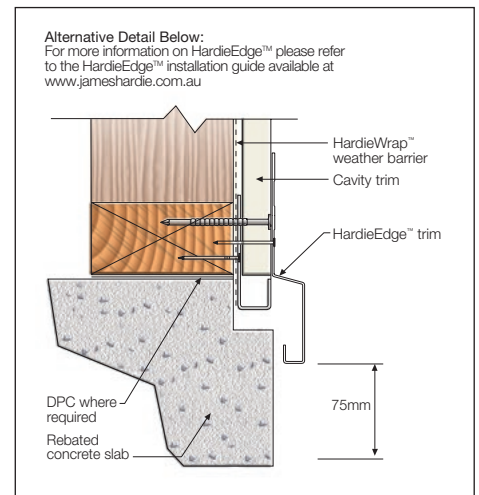 Alternative Detail Below:
For more information on HardieEdge™ please refer
to the HardieEdge™ installation guide available at
www.jameshardie.com.au
HardieWrap™
weather barrier
Cavity trim
HardieEdge™ trim
DPC where
required
Rebated
concrete slab
75mm